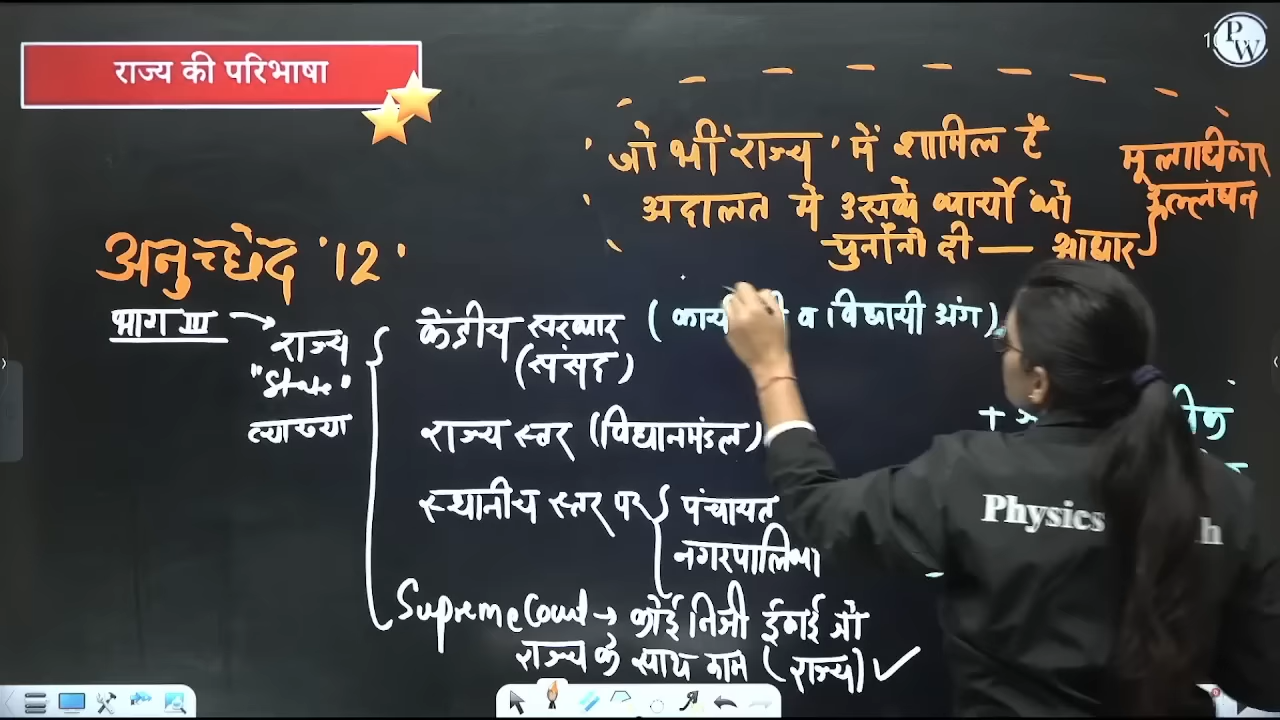 राज्य की परिभाषा
PW
'जो भी 'राज्य' में शामिल है
अदालत में उसके कार्यो को
चुनौती दी — आधार
मूलाधिकार
उल्लंघन
अनुच्छेद '12'
भाग III → राज्य
"State"
व्याख्या
केंद्रीय सरकार ( व विधायी अंग)
(संसद)
राज्य स्तर (विधानमंडल)
स्थानीय स्तर पर { पंचायत
नगरपालिका
Supreme Court → कोई निजी ईकाई जो
राज्य के साथ काम (राज्य) ✓
+
Physics
h